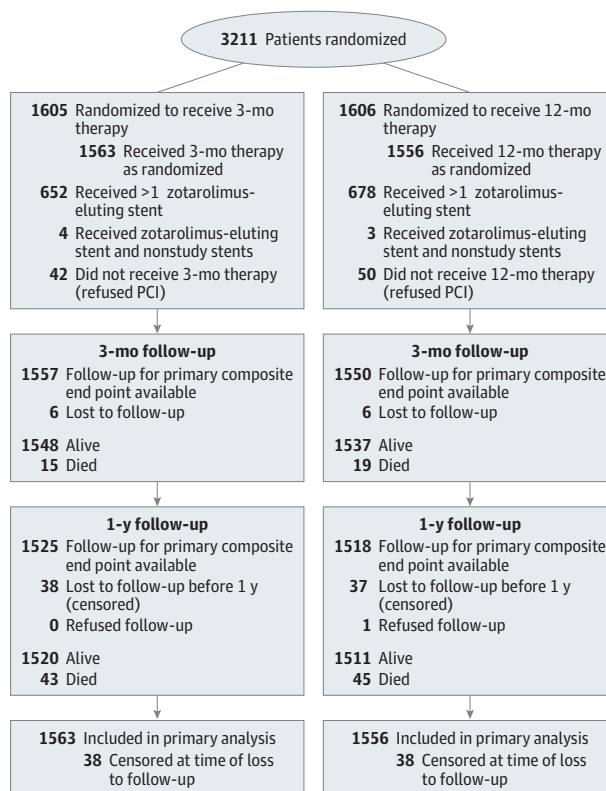 3211 Patients randomized
1605 Randomized to receive 3-mo
therapy
1563 Received 3-mo therapy
as randomized
652 Received >1 zotarolimus-
eluting stent
4 Received zotarolimus-eluting
stent and nonstudy stents
42 Did not receive 3-mo therapy
(refused PCI)
3-mo follow-up
1557 Follow-up for primary composite
end point available
6 Lost to follow-up
1548 Alive
15 Died
1-y follow-up
1525 Follow-up for primary composite
end point available
38 Lost to follow-up before 1 y
(censored)
0 Refused follow-up
1520 Alive
43 Died
1563 Included in primary analysis
38 Censored at time of loss
to follow-up
1606 Randomized to receive 12-mo
therapy
1556 Received 12-mo therapy
as randomized
678 Received >1 zotarolimus-
eluting stent
3 Received zotarolimus-eluting
stent and nonstudy stents
50 Did not receive 12-mo therapy
(refused PCI)
3-mo follow-up
1550 Follow-up for primary composite
end point available
6 Lost to follow-up
1537 Alive
19 Died
1-y follow-up
1518 Follow-up for primary composite
end point available
37 Lost to follow-up before 1 y
(censored)
1 Refused follow-up
1511 Alive
45 Died
1556 Included in primary analysis
38 Censored at time of loss
to follow-up